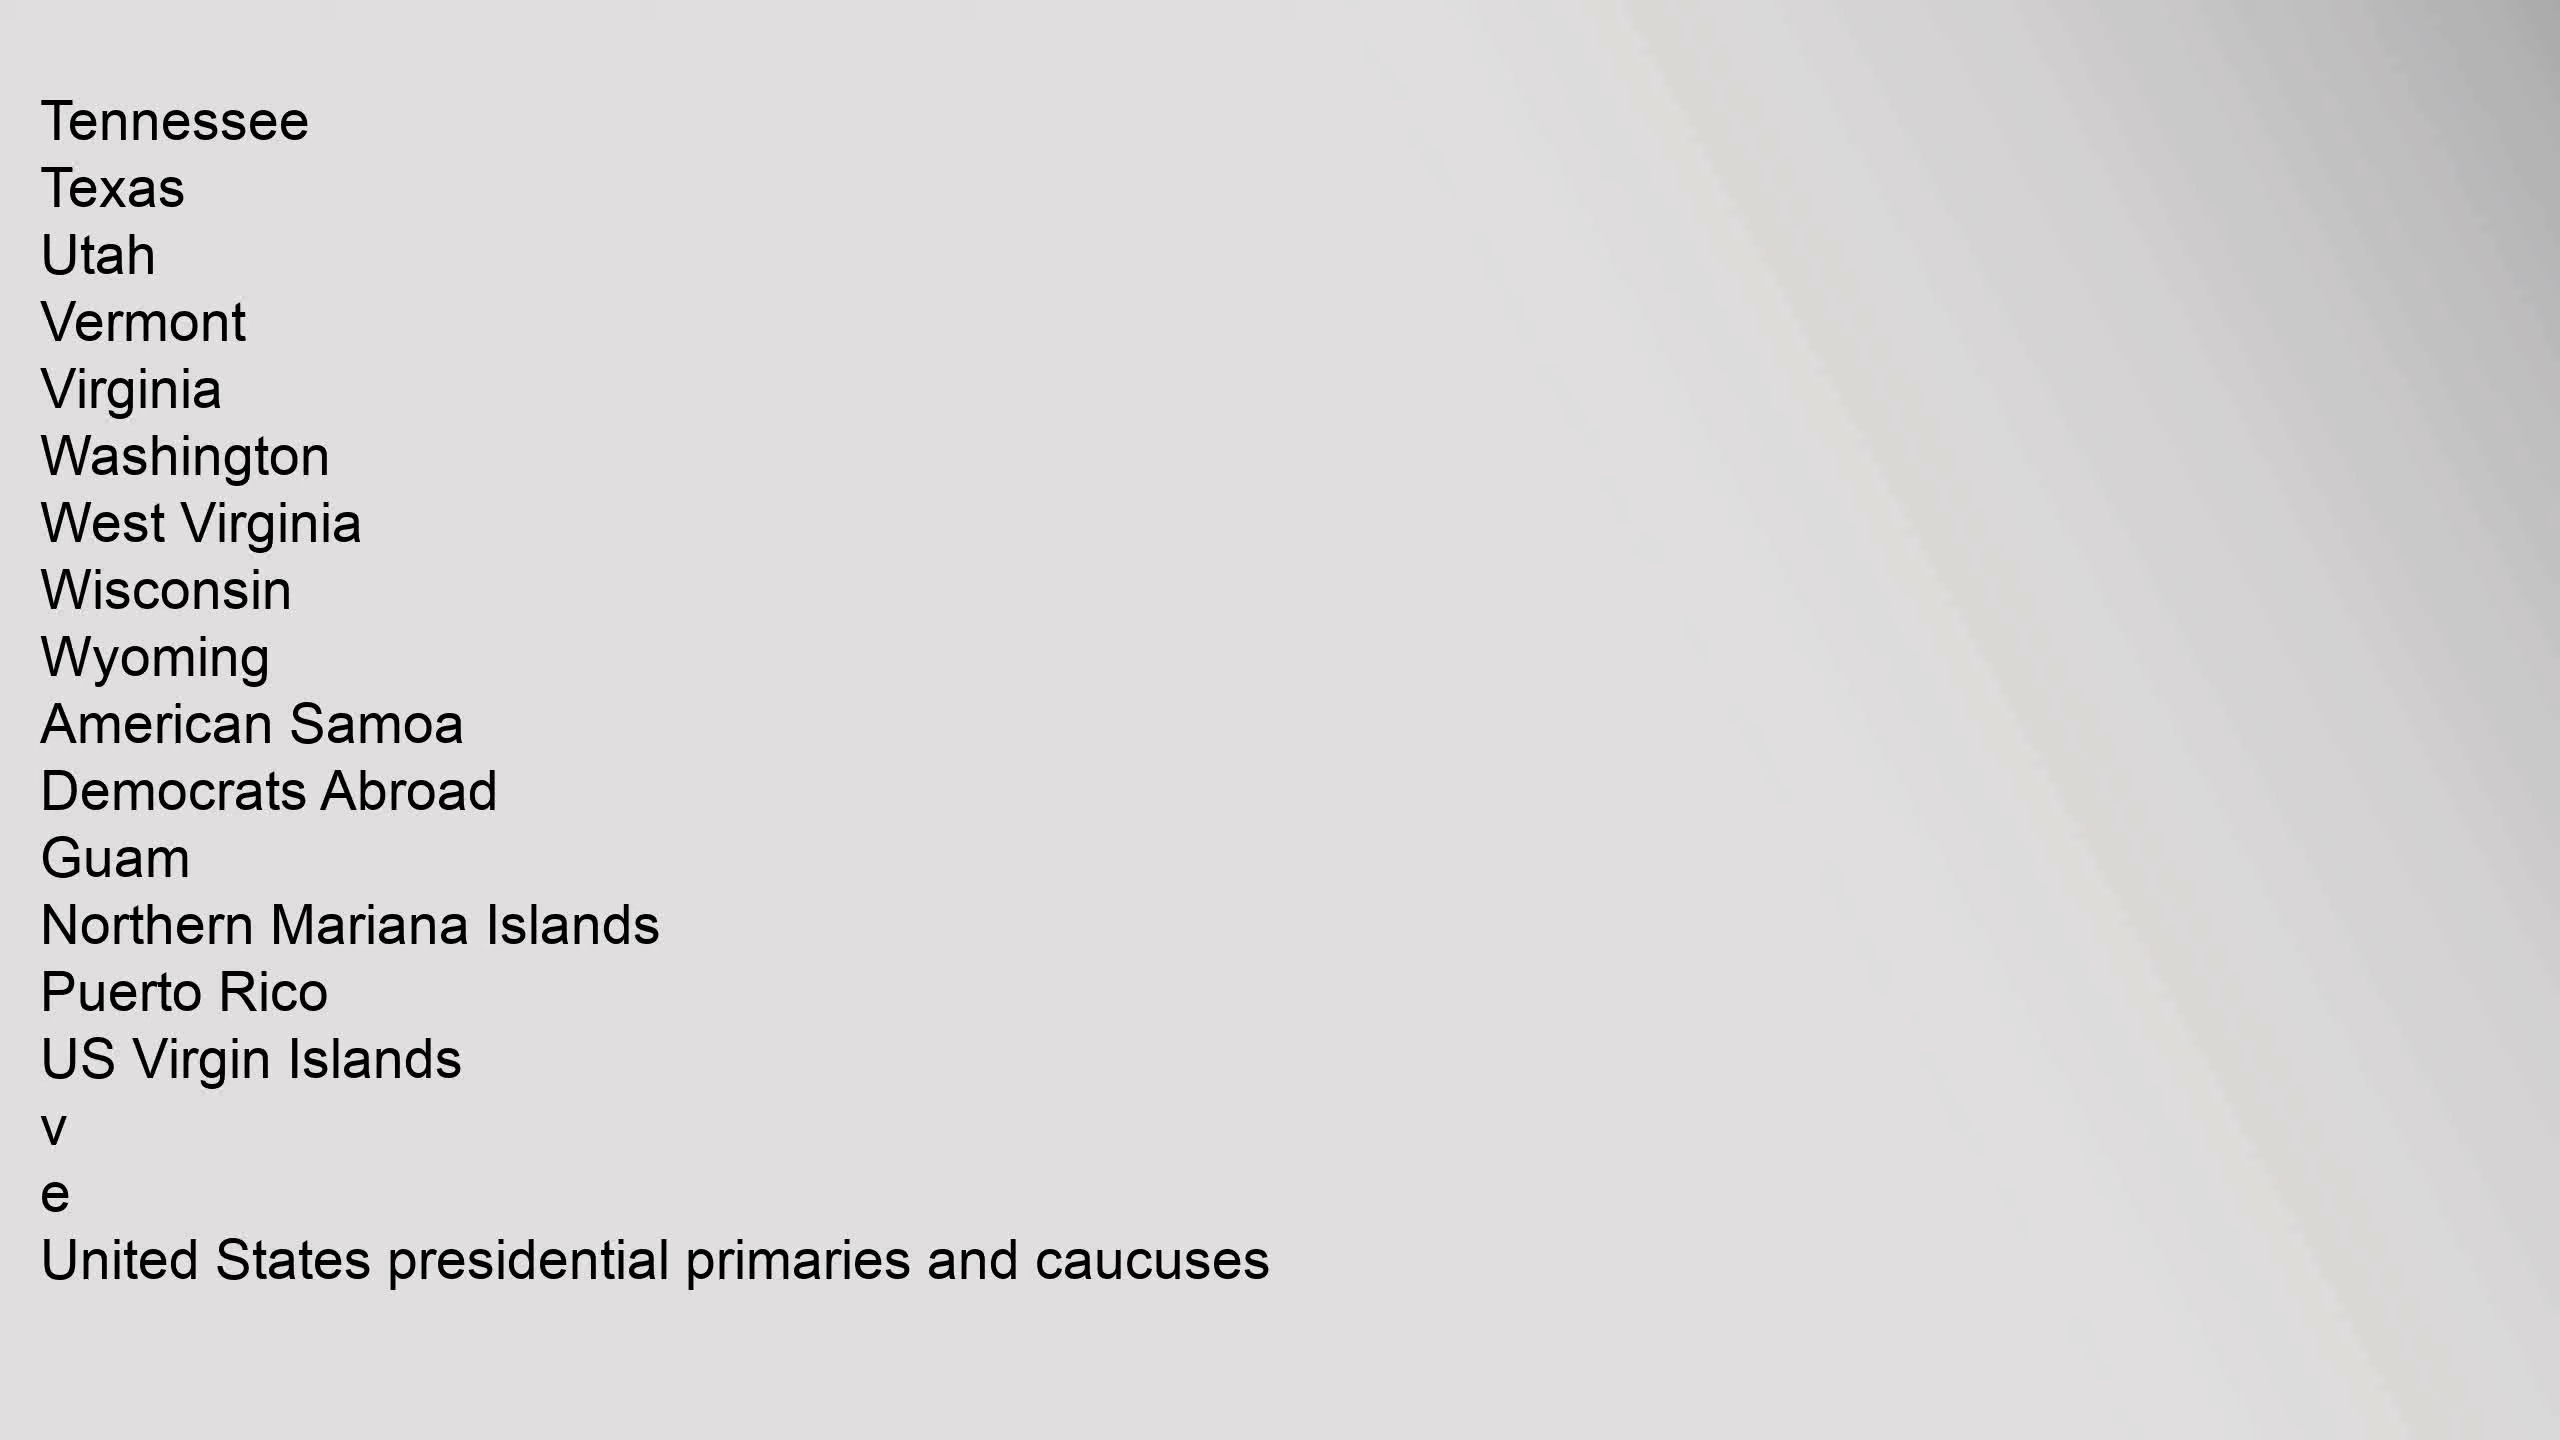 Tennessee
Texas
Utah
Vermont
Virginia
Washington
West Virginia
Wisconsin
Wyoming
American Samoa
Democrats Abroad
Guam
Northern Mariana Islands
Puerto Rico
US Virgin Islands
v
e
United States presidential primaries and caucuses